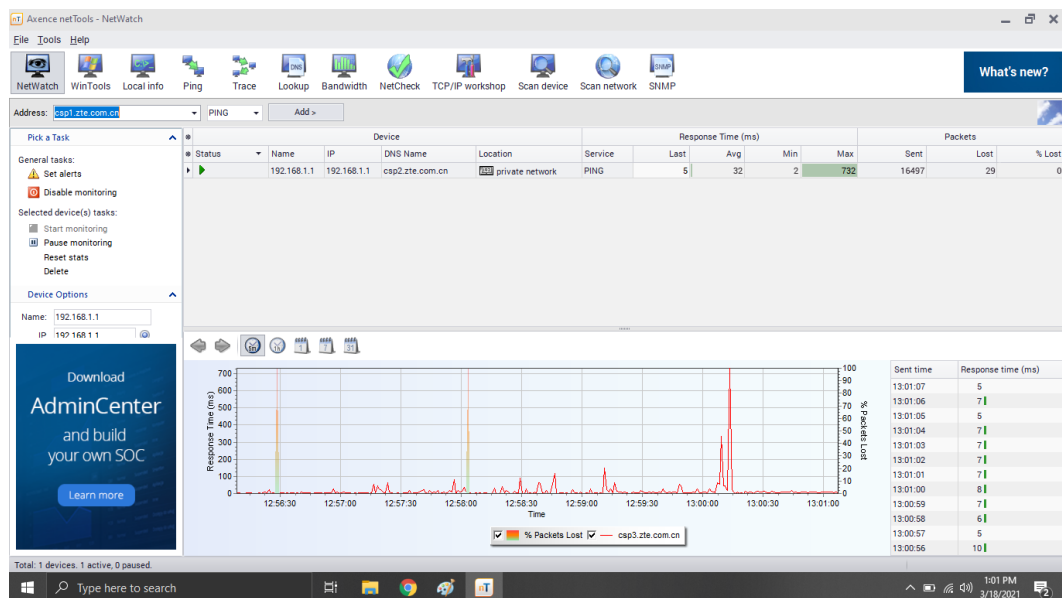 Axence netTools - NetWatch
File Tools Help
NetWatch WinTools Local info Ping Trace Lookup Bandwidth NetCheck TCP/IP workshop Scan device Scan network SNMP
What's new?
Address: csp1.zte.com.cn PING Add >
Pick a Task
General tasks:
Set alerts
Disable monitoring
Selected device(s) tasks:
Start monitoring
Pause monitoring
Reset stats
Delete
Device Options
Name: 192.168.1.1
IP 192.168.1.1
Device Response Time (ms) Packets
Status Name IP DNS Name Location Service Last Avg Min Max Sent Lost % Lost
192.168.1.1 192.168.1.1 csp2.zte.com.cn private network PING 5 32 2 732 16497 29 0
Download
AdminCenter
and build
your own SOC
Learn more
Response Time (ms)
700
600
500
400
300
200
100
0
100
90
80
70
60
50
40
30
20
10
0
% Packets Lost
12:56:30 12:57:00 12:57:30 12:58:00 12:58:30 12:59:00 12:59:30 13:00:00 13:00:30 13:01:00
Time
% Packets Lost csp3.zte.com.cn
Sent time Response time (ms)
13:01:07 5
13:01:06 7
13:01:05 5
13:01:04 7
13:01:03 7
13:01:02 7
13:01:01 7
13:01:00 8
13:00:59 7
13:00:58 6
13:00:57 5
13:00:56 10
Total: 1 devices. 1 active, 0 paused.
Type here to search
nT
1:01 PM
3/18/2021
2